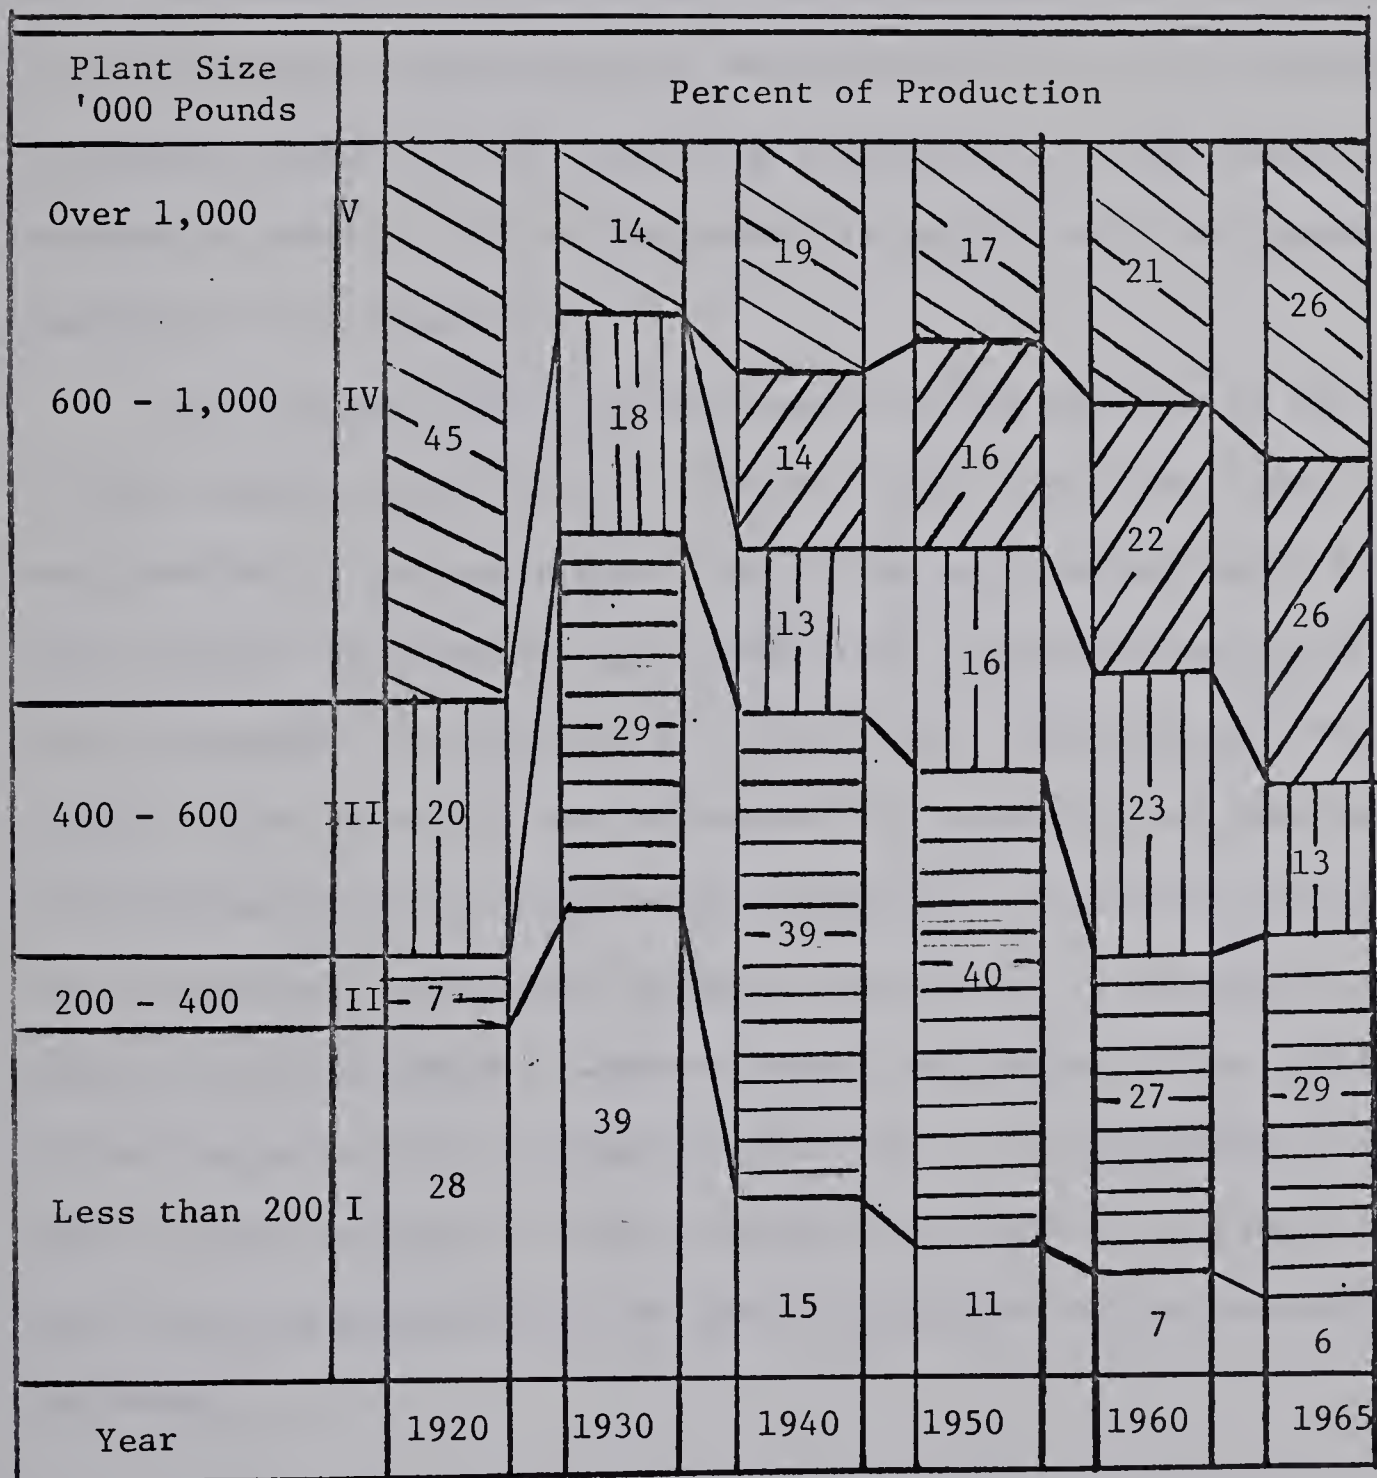 Plant Size
'000 Pounds
Percent of Production
Over 1,000 V
14 19 17 21 26
600 - 1,000 IV
45 18 14 16 22 26
29 13 16
400 - 600 III 20 23 13
39 40
200 - 400 II 7 27 29
39
Less than 200 I 28
15 11 7 6
Year 1920 1930 1940 1950 1960 1965